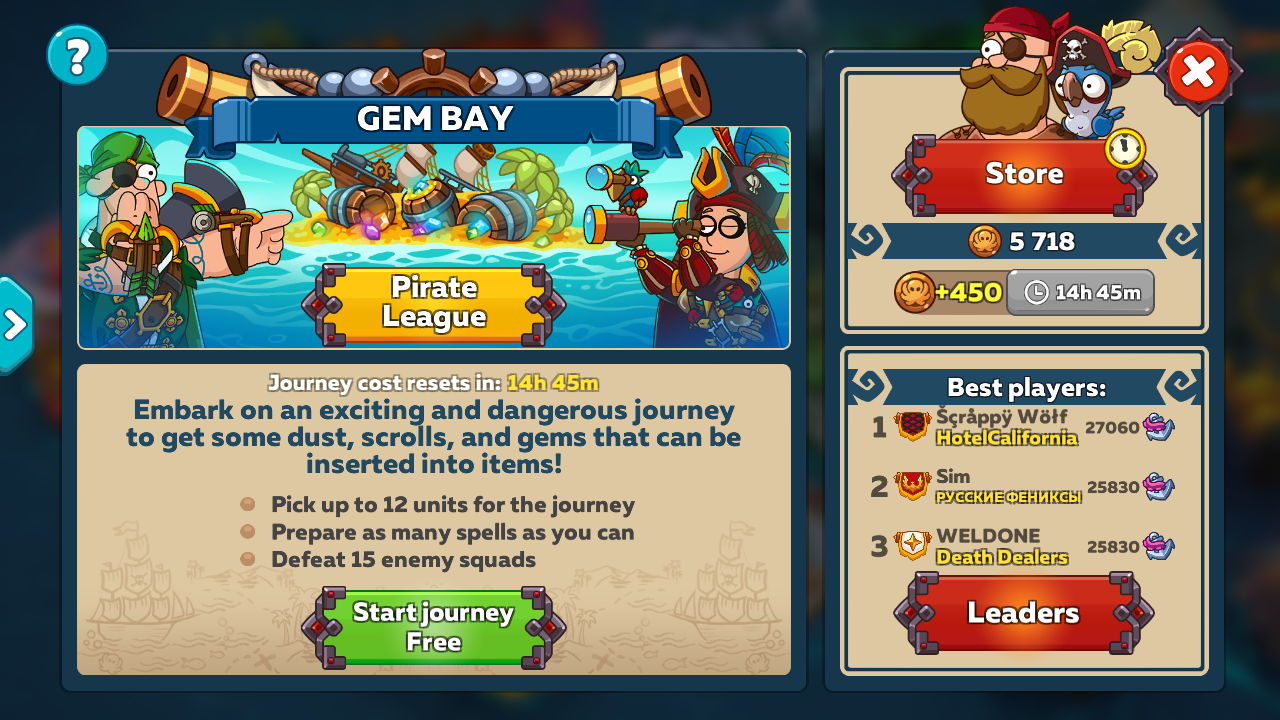 ?
GEM BAY
Pirate
League
Journey cost resets in: 14h 45m
Embark on an exciting and dangerous journey
to get some dust, scrolls, and gems that can be
inserted into items!
Pick up to 12 units for the journey
Prepare as many spells as you can
Defeat 15 enemy squads
Start journey
Free
Store
5 718
+450 14h 45m
Best players:
1 Šçråppÿ Wöłf 27060
HotelCalifornia
2 Sim 25830
РУССКИЕ ФЕНИКСЫ
3 WELDONE 25830
Death Dealers
Leaders